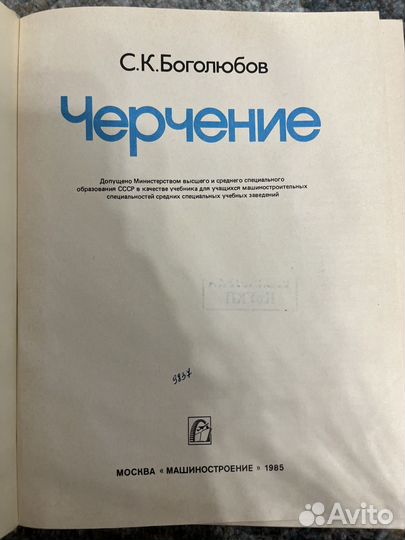 С.К.Боголюбов
Черчение
Допущено Министерством высшего и среднего специального
образования СССР в качестве учебника для учащихся машиностроительных
специальностей средних специальных учебных заведений
3837
МОСКВА «МАШИНОСТРОЕНИЕ» 1985
Avito